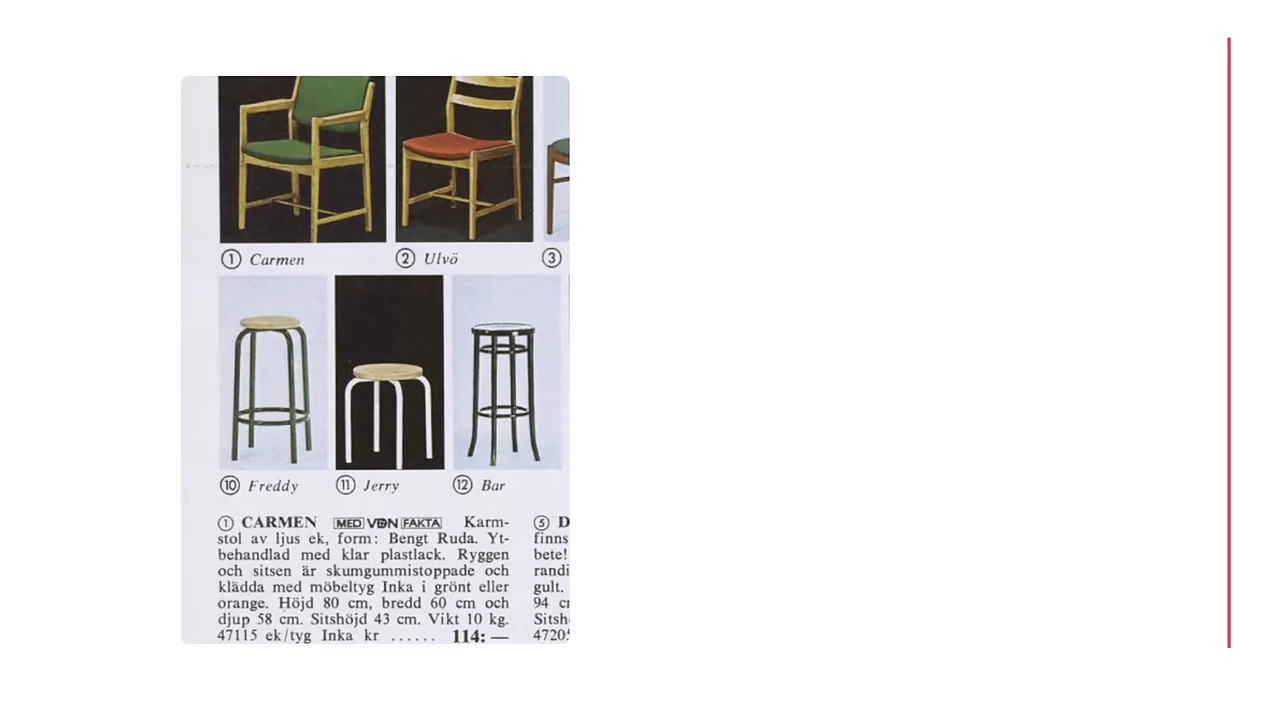 ① Carmen ② Ulvö ③
⑩ Freddy ⑪ Jerry ⑫ Bar
① CARMEN MED VDN FAKTA Karm-
stol av ljus ek, form: Bengt Ruda. Yt-
behandlad med klar plastlack. Ryggen
och sitsen är skumgummistoppade och
klädda med möbeltyg Inka i grönt eller
orange. Höjd 80 cm, bredd 60 cm och
djup 58 cm. Sitshöjd 43 cm. Vikt 10 kg.
47115 ek/tyg Inka kr ...... 114: —
⑤ D
finns
bete!
randi
gult.
94 c
Sitsh
4720